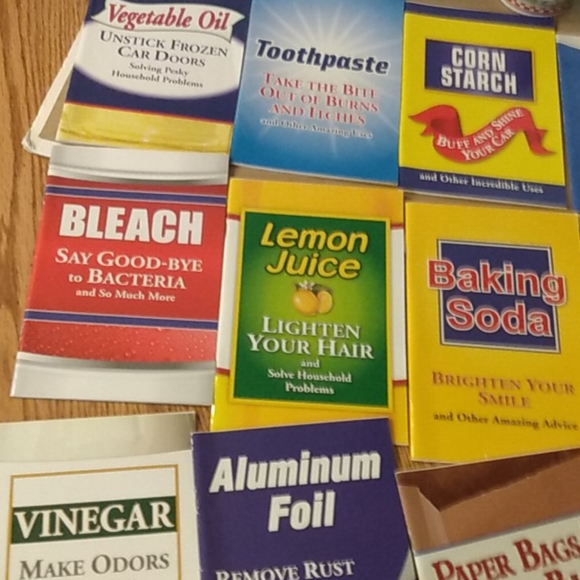 Vegetable Oil
Unstick Frozen
Car Doors
Solving Pesky
Household Problems
Toothpaste
Take the Bite
Out of Burns
and Itches
and Other Amazing Uses
CORN
STARCH
Buff and Shine
Your Car
and Other Incredible Uses
BLEACH
Say Good-bye
to Bacteria
and So Much More
Lemon
Juice
Lighten
Your Hair
and
Solve Household
Problems
Baking
Soda
Brighten Your
Smile
and Other Amazing Advice
VINEGAR
Make Odors
Aluminum
Foil
Remove Rust
Paper Bags